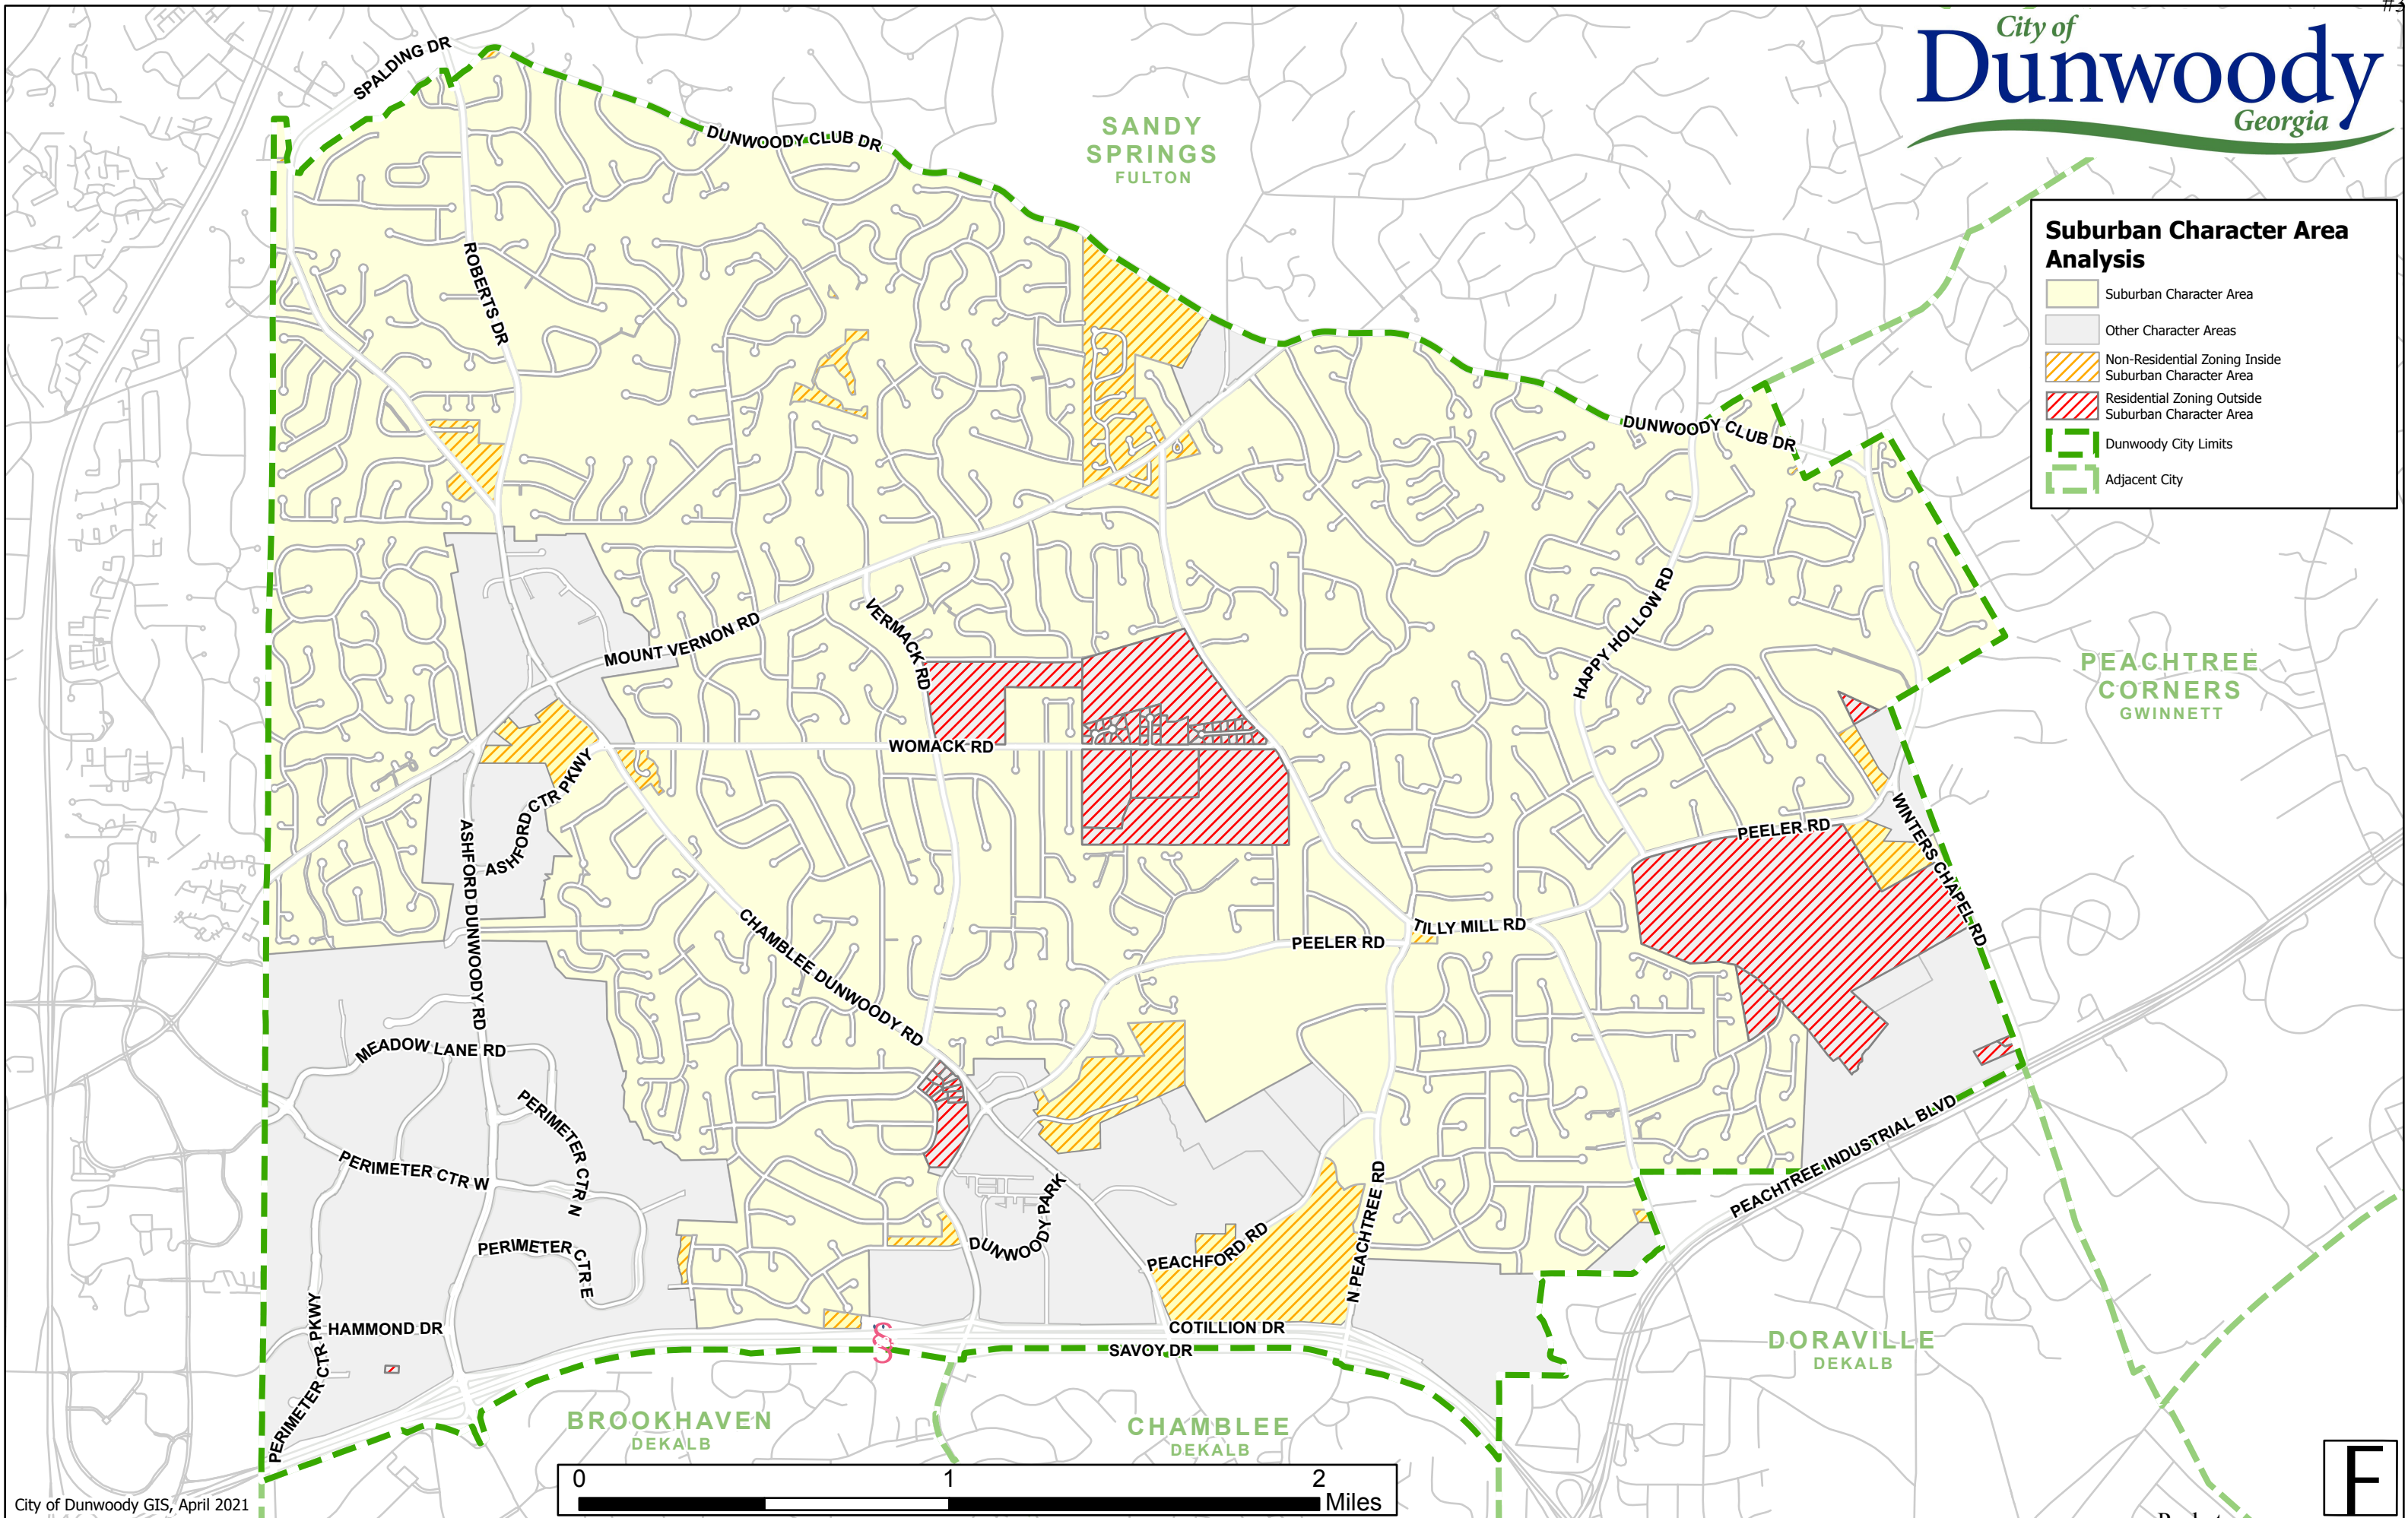 City of
Dunwoody
Georgia
Suburban Character Area
Analysis
Suburban Character Area
Other Character Areas
Non-Residential Zoning Inside
Suburban Character Area
Residential Zoning Outside
Suburban Character Area
Dunwoody City Limits
Adjacent City
SPALDING DR
DUNWOODY CLUB DR
SANDY
SPRINGS
FULTON
ROBERTS DR
DUNWOODY CLUB DR
HAPPY HOLLOW RD
MOUNT VERNON RD
VERMACK RD
PEACHTREE
CORNERS
GWINNETT
WOMACK RD
ASHFORD CTR PKWY
ASHFORD DUNWOODY RD
PEELER RD
WINTERS CHAPEL RD
CHAMBLEE DUNWOODY RD
TILLY MILL RD
PEELER RD
MEADOW LANE RD
PERIMETER CTR N
PERIMETER CTR W
PEACHTREE INDUSTRIAL BLVD
DUNWOODY PARK
PERIMETER CTR E
PEACHFORD RD
N PEACHTREE RD
PERIMETER CTR PKWY
HAMMOND DR
COTILLION DR
SAVOY DR
DORAVILLE
DEKALB
BROOKHAVEN
DEKALB
CHAMBLEE
DEKALB
0 1 2
Miles
City of Dunwoody GIS, April 2021
F